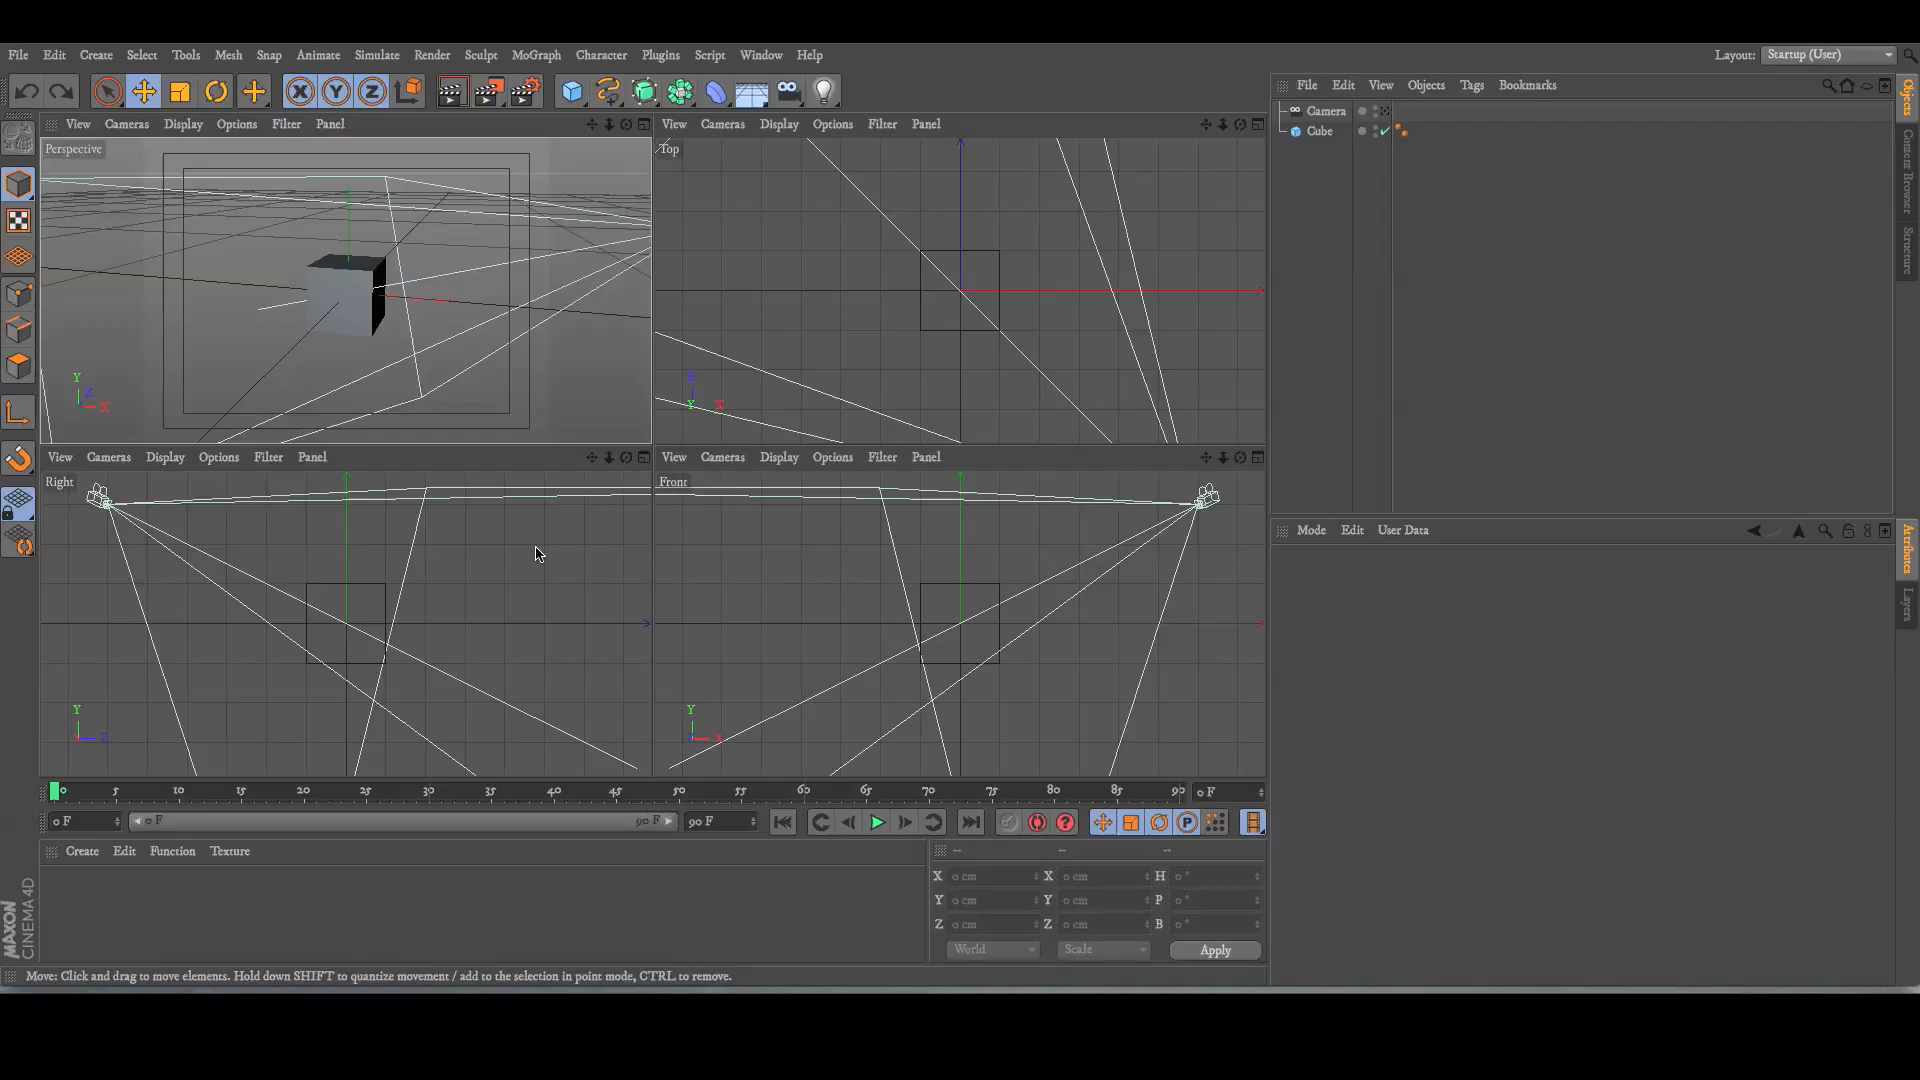 File Edit Create Select Tools Mesh Snap Animate Simulate Render Sculpt MoGraph Character Plugins Script Window Help
Layout: Startup (User)
File Edit View Objects Tags Bookmarks
Camera
Cube
Objects
Content Browser
Structure
View Cameras Display Options Filter Panel
Perspective
Y
Z
X
View Cameras Display Options Filter Panel
Top
Z
Y
X
View Cameras Display Options Filter Panel
Right
Y
Z
View Cameras Display Options Filter Panel
Front
Y
X
Mode Edit User Data
Attributes
Layers
0 5 10 15 20 25 30 35 40 45 50 55 60 65 70 75 80 85 90 0 F
0 F 0 F 90 F 90 F
Create Edit Function Texture
-- -- --
X 0 cm X 0 cm H 0 °
Y 0 cm Y 0 cm P 0 °
Z 0 cm Z 0 cm B 0 °
World Scale Apply
MAXON
CINEMA 4D
Move: Click and drag to move elements. Hold down SHIFT to quantize movement / add to the selection in point mode, CTRL to remove.